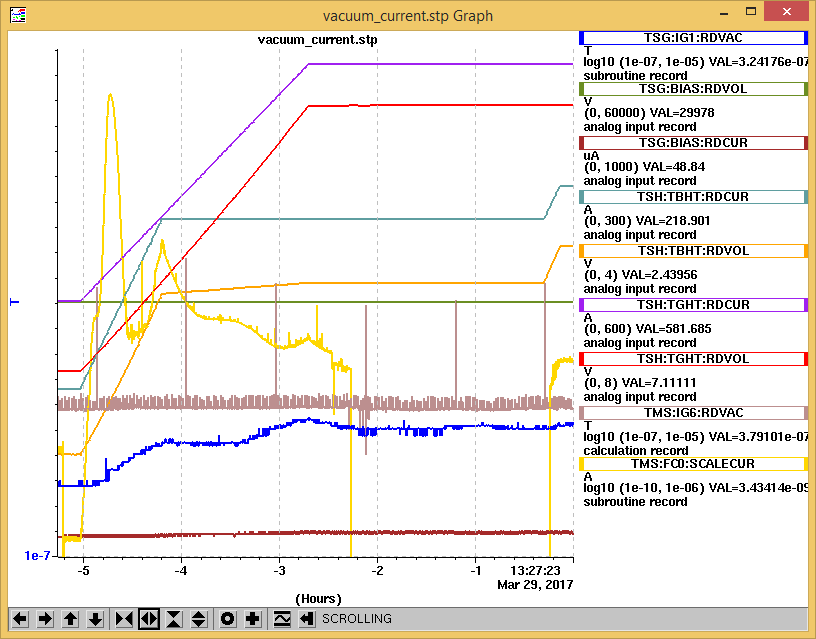 vacuum_current.stp Graph
vacuum_current.stp
TSG:IG1:RDVAC
T
log10 (1e-07, 1e-05) VAL=3.24176e-07
subroutine record
TSG:BIAS:RDVOL
V
(0, 60000) VAL=29978
analog input record
TSG:BIAS:RDCUR
uA
(0, 1000) VAL=48.84
analog input record
TSH:TBHT:RDCUR
A
(0, 300) VAL=218.901
analog input record
TSH:TBHT:RDVOL
V
(0, 4) VAL=2.43956
analog input record
TSH:TGHT:RDCUR
A
(0, 600) VAL=581.685
analog input record
TSH:TGHT:RDVOL
V
(0, 8) VAL=7.11111
analog input record
TMS:IG6:RDVAC
T
log10 (1e-07, 1e-05) VAL=3.79101e-07
calculation record
TMS:FC0:SCALECUR
A
log10 (1e-10, 1e-06) VAL=3.43414e-09
subroutine record
T
1e-7
-5 -4 -3 -2 -1 13:27:23
Mar 29, 2017
(Hours)
SCROLLING